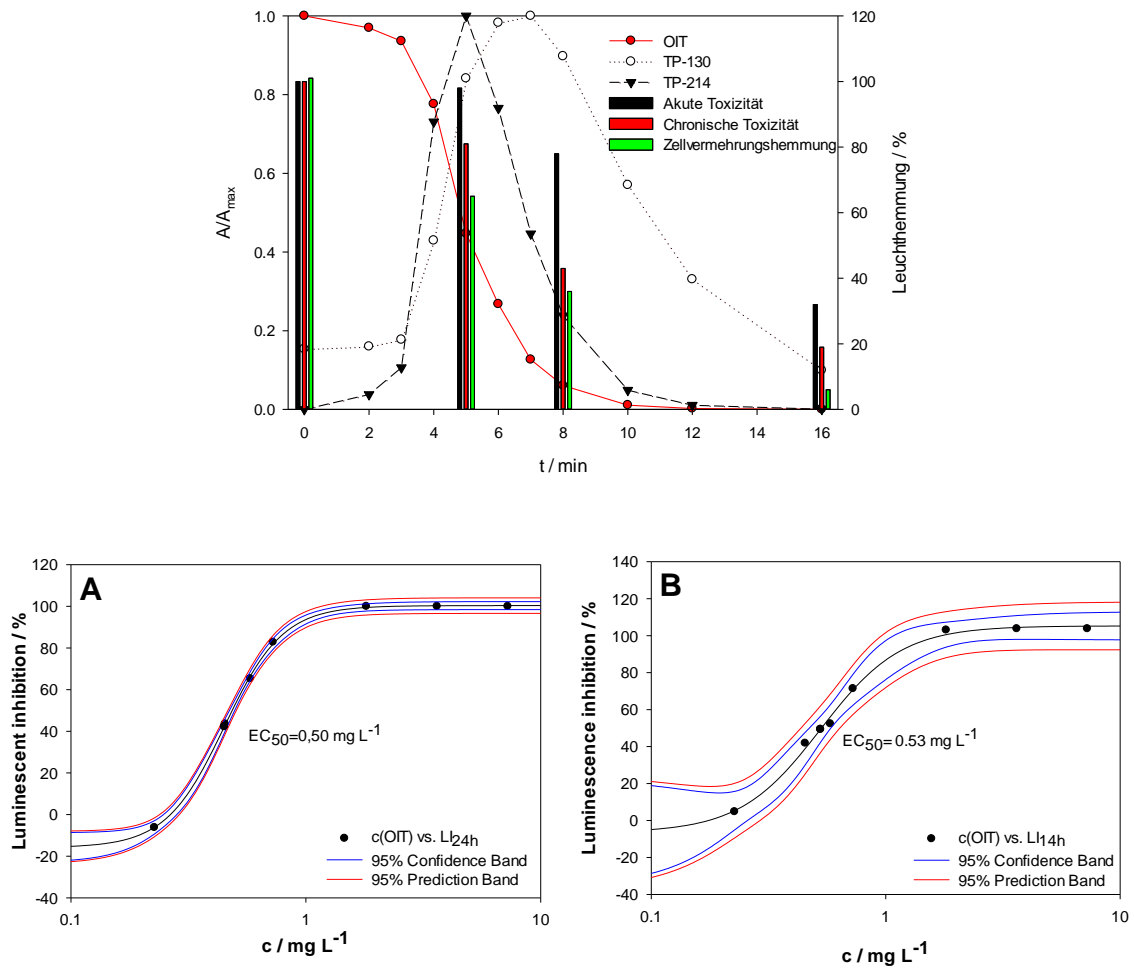 1.0
0.8
0.6
0.4
0.2
0.0
A/Amax
120
100
80
60
40
20
0
Leuchthemmung / %
OIT
TP-130
TP-214
Akute Toxizität
Chronische Toxizität
Zellvermehrungshemmung
0 2 4 6 8 10 12 14 16
t / min
A
120
100
80
60
40
20
0
-20
-40
Luminescent inhibition / %
EC50=0,50 mg L-1
c(OIT) vs. LI24h
95% Confidence Band
95% Prediction Band
0.1 1 10
c / mg L-1
B
140
120
100
80
60
40
20
0
-20
-40
Luminescence inhibition / %
EC50= 0.53 mg L-1
c(OIT) vs. LI14h
95% Confidence Band
95% Prediction Band
0.1 1 10
c / mg L-1